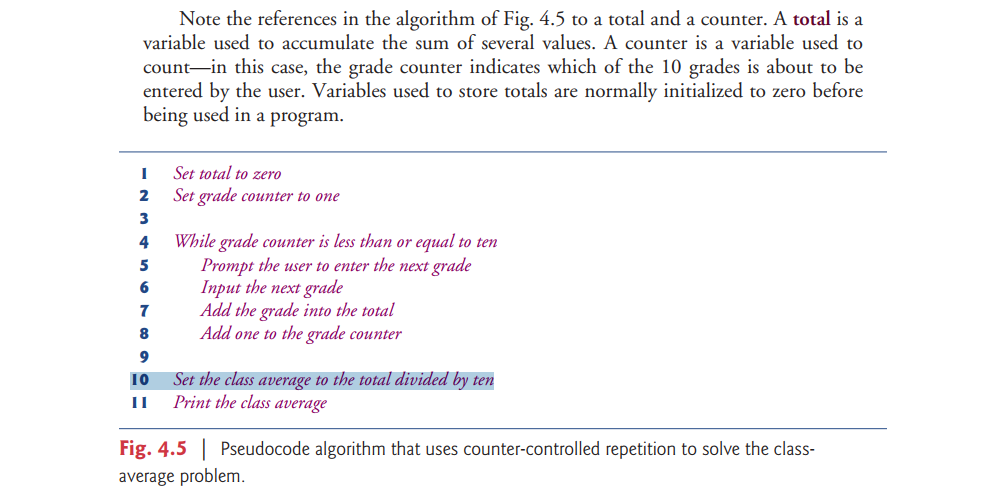 Note the references in the algorithm of Fig. 4.5 to a total and a counter. A total is a
variable used to accumulate the sum of several values. A counter is a variable used to
count—in this case, the grade counter indicates which of the 10 grades is about to be
entered by the user. Variables used to store totals are normally initialized to zero before
being used in a program.
1 Set total to zero
2 Set grade counter to one
3
4 While grade counter is less than or equal to ten
5 Prompt the user to enter the next grade
6 Input the next grade
7 Add the grade into the total
8 Add one to the grade counter
9
10 Set the class average to the total divided by ten
11 Print the class average
Fig. 4.5 | Pseudocode algorithm that uses counter-controlled repetition to solve the class-
average problem.